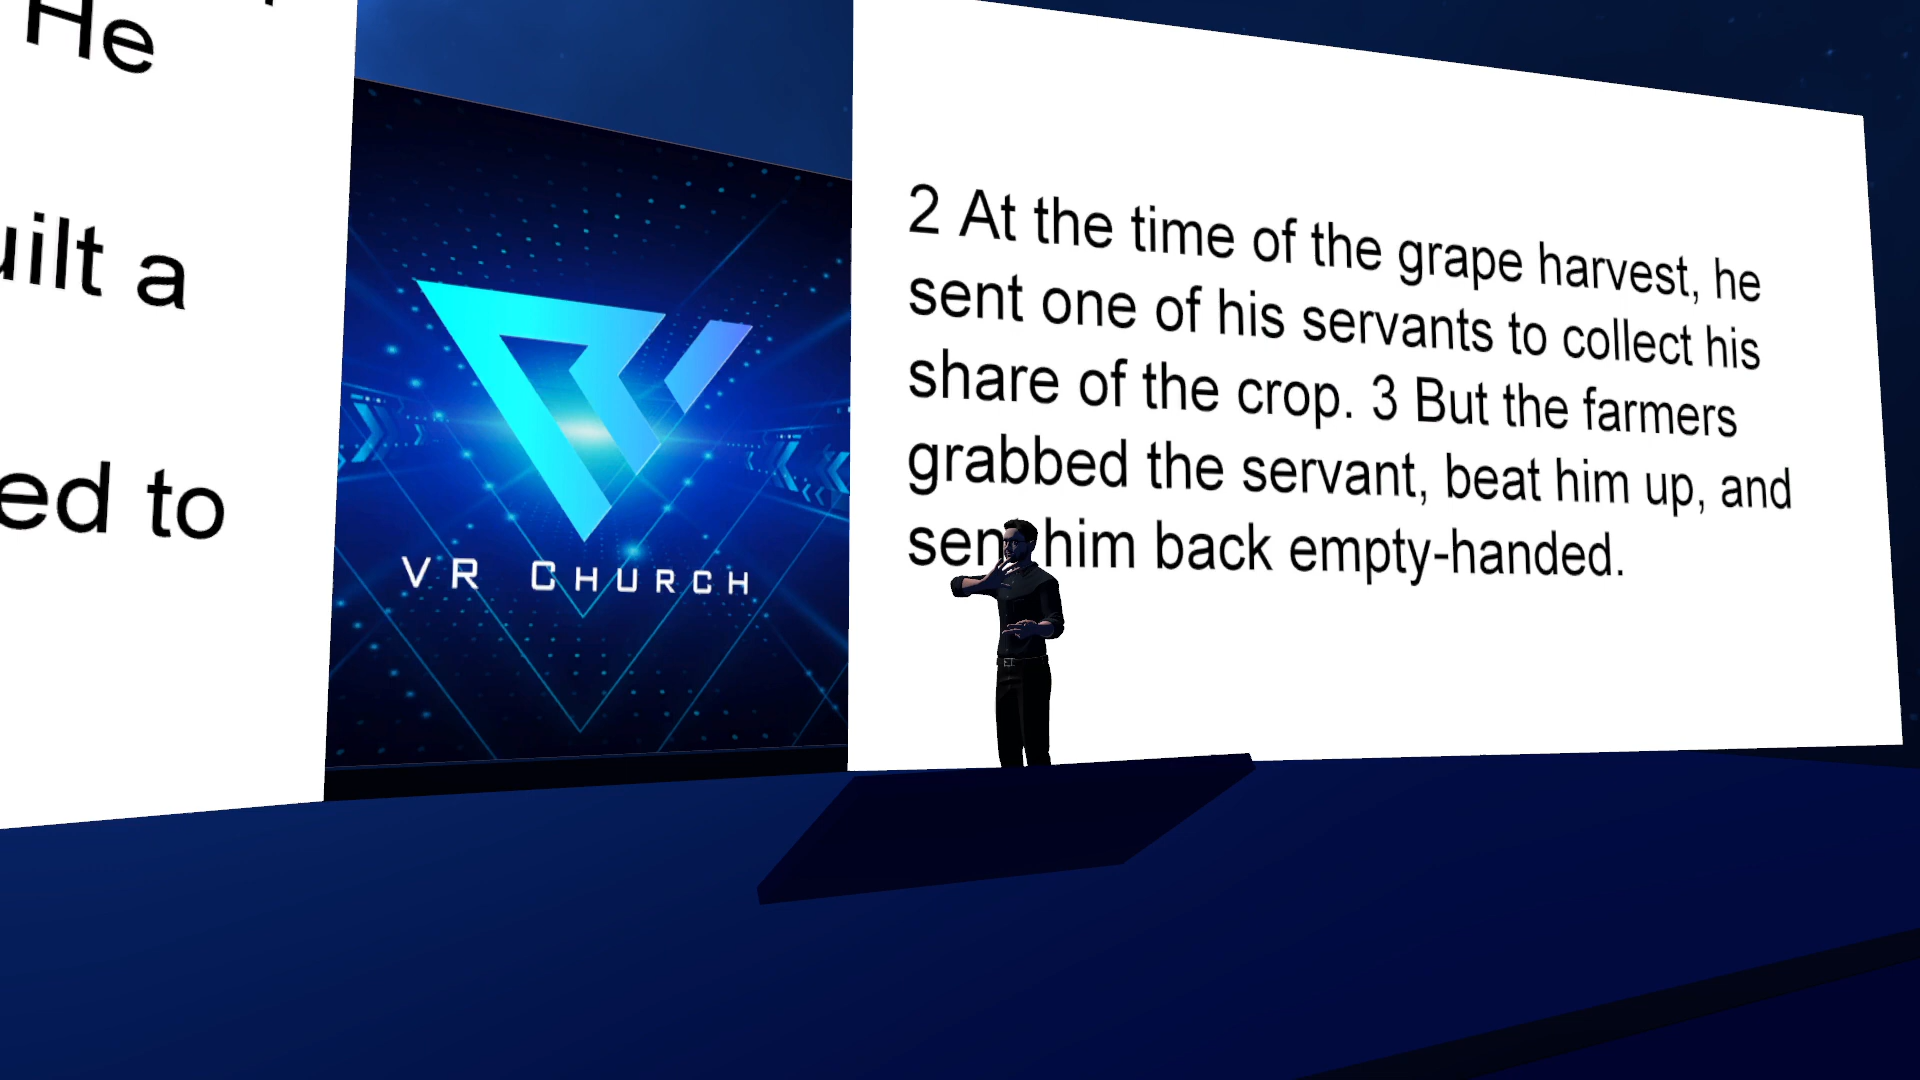 He
a
to
VR CHURCH
2 At the time of the grape harvest, he
sent one of his servants to collect his
share of the crop. 3 But the farmers
grabbed the servant, beat him up, and
sent him back empty-handed.